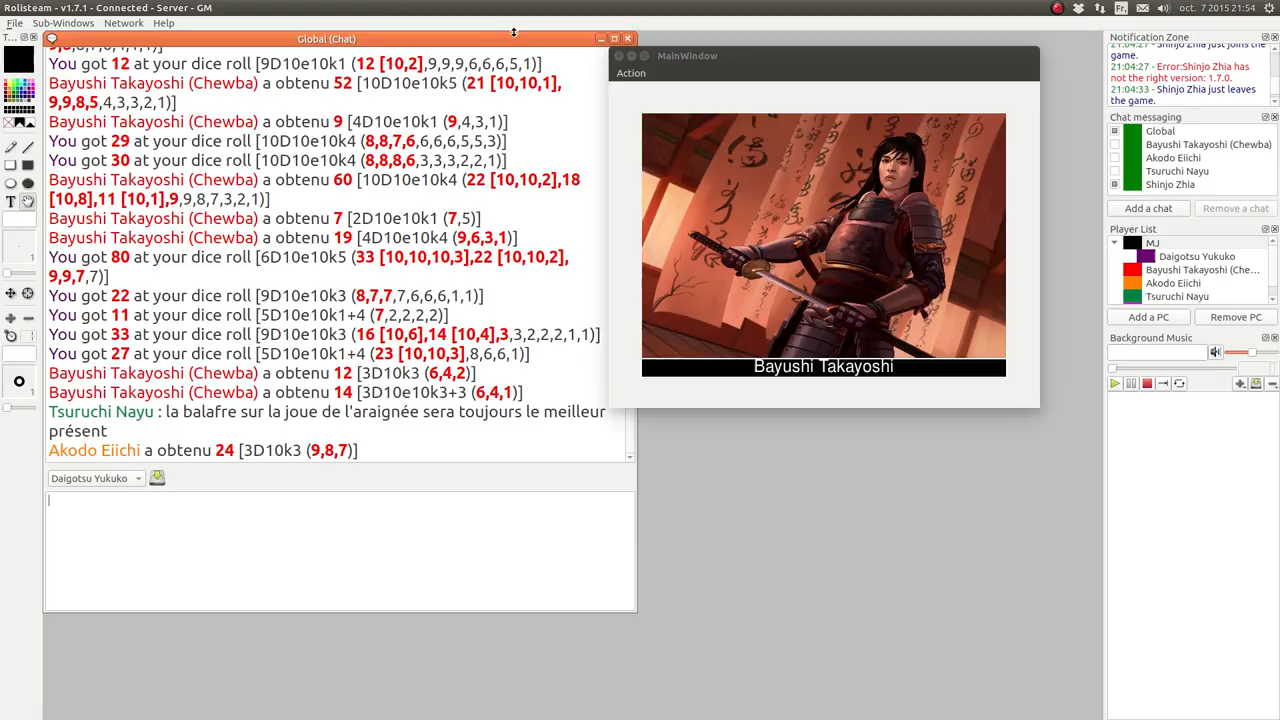 Rolisteam - v1.7.1 - Connected - Server - GM
Fr
oct. 7 2015 21:54
File Sub-Windows Network Help
T...
Global (Chat)
You got 12 at your dice roll [9D10e10k1 (12 [10,2],9,9,9,6,6,6,5,1)]
Bayushi Takayoshi (Chewba) a obtenu 52 [10D10e10k5 (21 [10,10,1],
9,9,8,5,4,3,3,2,1)]
Bayushi Takayoshi (Chewba) a obtenu 9 [4D10e10k1 (9,4,3,1)]
You got 29 at your dice roll [10D10e10k4 (8,8,7,6,6,6,6,5,5,3)]
You got 30 at your dice roll [10D10e10k4 (8,8,8,6,3,3,3,2,2,1)]
Bayushi Takayoshi (Chewba) a obtenu 60 [10D10e10k4 (22 [10,10,2],18
[10,8],11 [10,1],9,9,8,7,3,2,1)]
Bayushi Takayoshi (Chewba) a obtenu 7 [2D10e10k1 (7,5)]
Bayushi Takayoshi (Chewba) a obtenu 19 [4D10e10k4 (9,6,3,1)]
You got 80 at your dice roll [6D10e10k5 (33 [10,10,10,3],22 [10,10,2],
9,9,7,7)]
You got 22 at your dice roll [9D10e10k3 (8,7,7,7,6,6,6,1,1)]
You got 11 at your dice roll [5D10e10k1+4 (7,2,2,2,2)]
You got 33 at your dice roll [9D10e10k3 (16 [10,6],14 [10,4],3,3,2,2,2,1,1)]
You got 27 at your dice roll [5D10e10k1+4 (23 [10,10,3],8,6,6,1)]
Bayushi Takayoshi (Chewba) a obtenu 12 [3D10k3 (6,4,2)]
Bayushi Takayoshi (Chewba) a obtenu 14 [3D10e10k3+3 (6,4,1)]
Tsuruchi Nayu : la balafre sur la joue de l'araignée sera toujours le meilleur
présent
Akodo Eiichi a obtenu 24 [3D10k3 (9,8,7)]
Daigotsu Yukuko
MainWindow
Action
Bayushi Takayoshi
Notification Zone
game.
21:04:27 - Error:Shinjo Zhia has
not the right version: 1.7.0.
21:04:33 - Shinjo Zhia just leaves
the game.
Chat messaging
Global
Bayushi Takayoshi (Chewba)
Akodo Eiichi
Tsuruchi Nayu
Shinjo Zhia
Add a chat Remove a chat
Player List
MJ
Daigotsu Yukuko
Bayushi Takayoshi (Che...
Akodo Eiichi
Tsuruchi Nayu
Add a PC Remove PC
Background Music
1
1